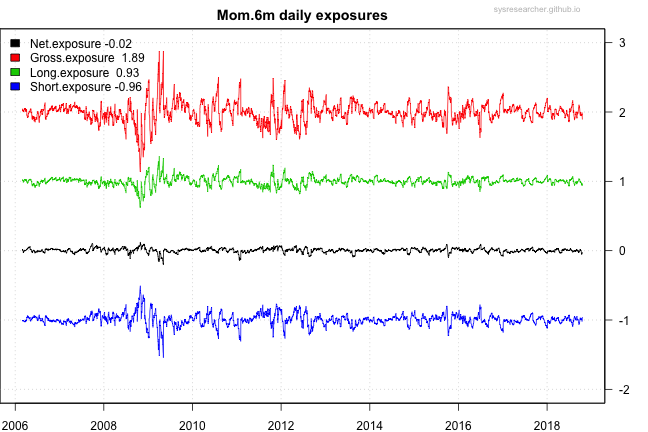 sysresearcher.github.io
Mom.6m daily exposures
Net.exposure -0.02
Gross.exposure 1.89
Long.exposure 0.93
Short.exposure -0.96
3
2
1
0
-1
-2
2006 2008 2010 2012 2014 2016 2018